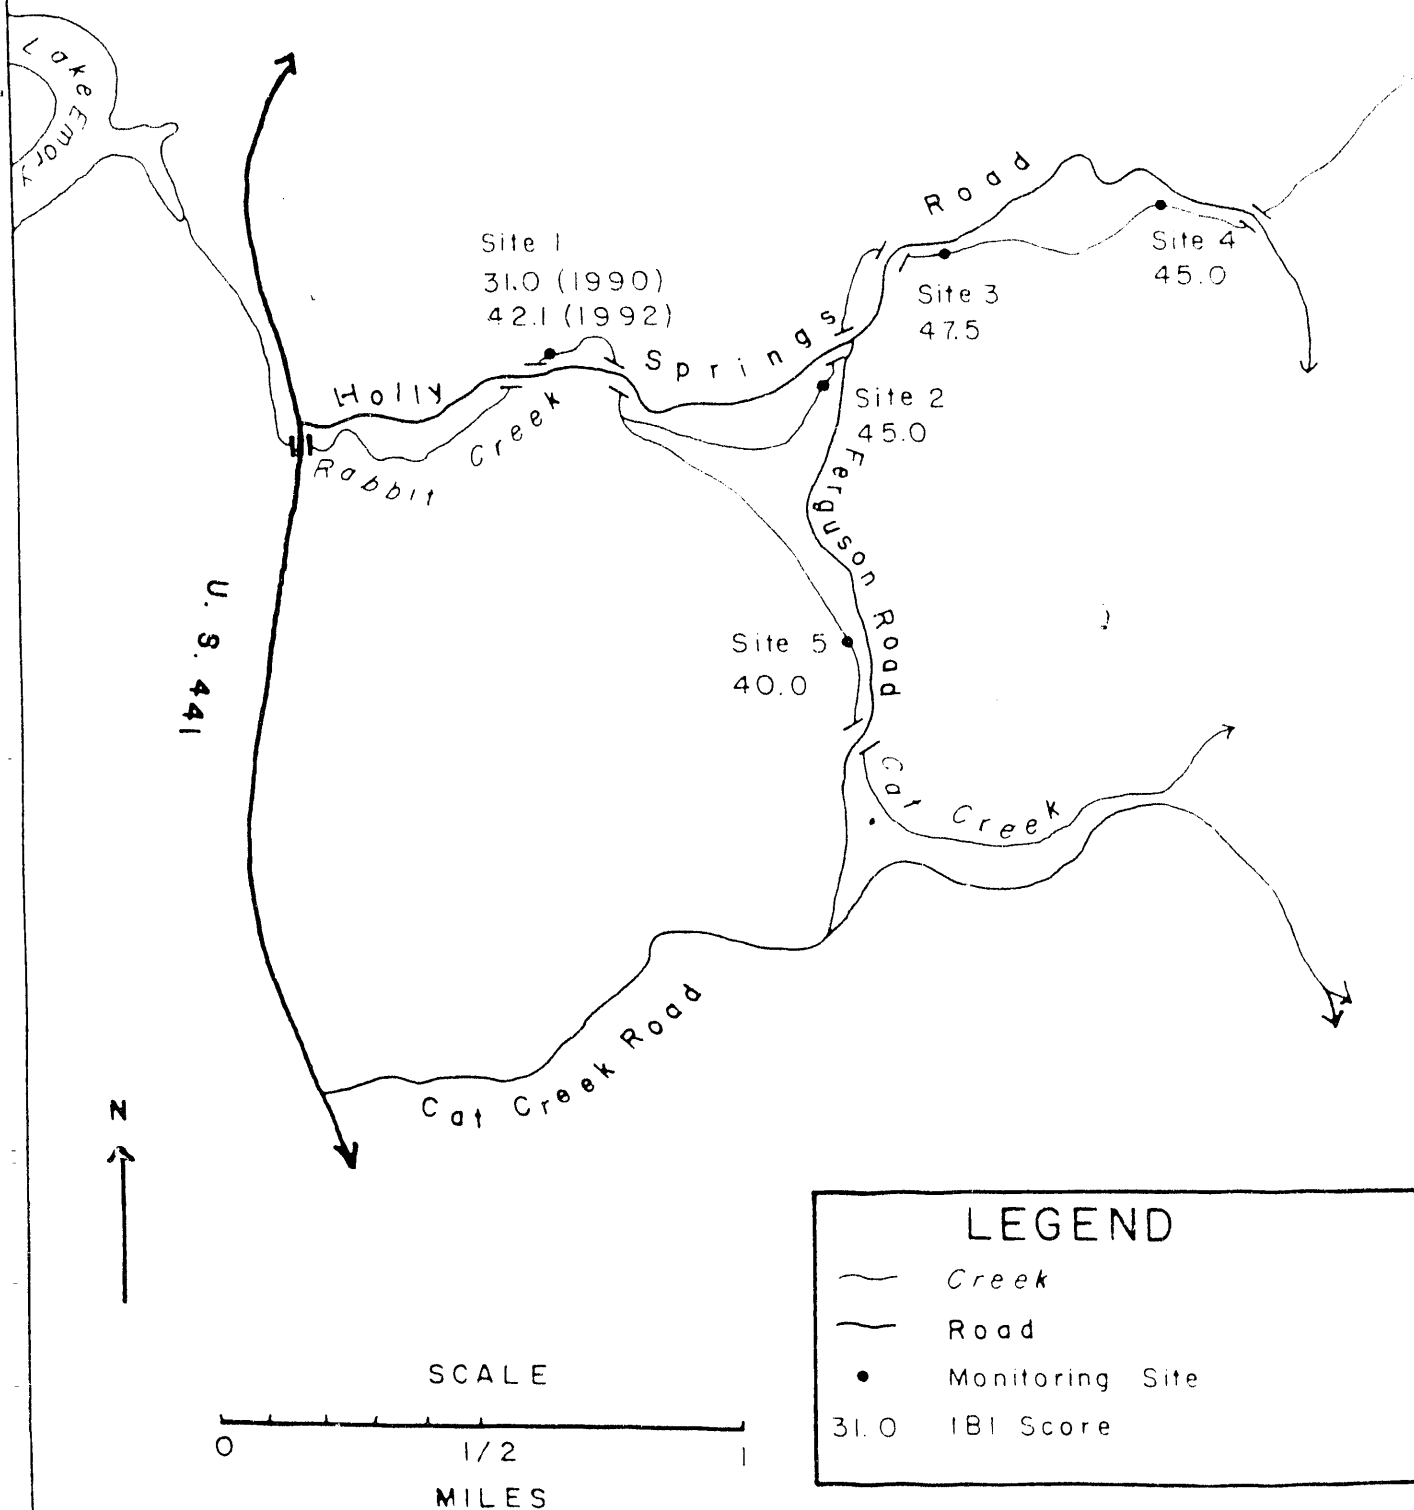 Lake Emory
Road
Site 1
31.0 (1990)
42.1 (1992)
Site 4
45.0
Site 3
47.5
Springs
Holly
Creek
Rabbit
Site 2
45.0
Ferguson Road
U.S. 441
Site 5
40.0
Cat Creek
Cat Creek Road
N
LEGEND
Creek
Road
Monitoring Site
31.0 IBI Score
SCALE
0 1/2 1
MILES